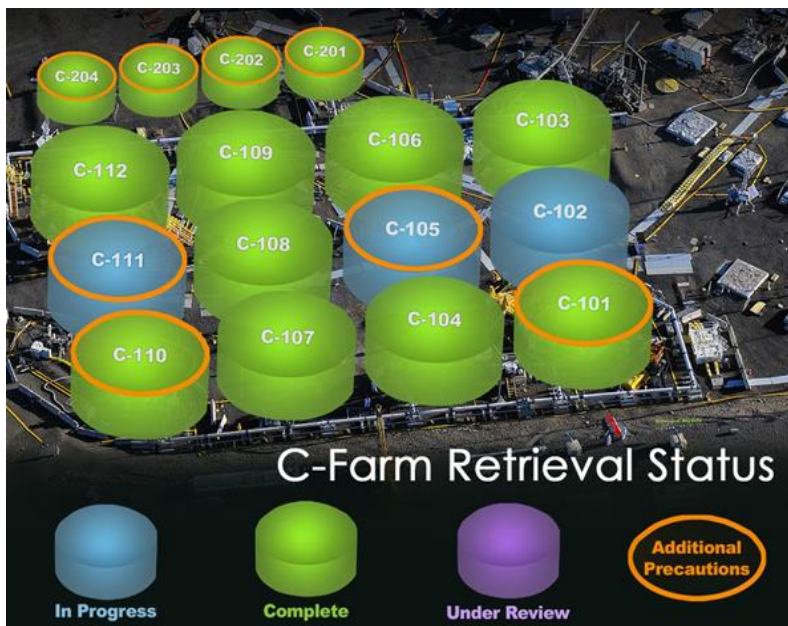 C-204
C-203
C-202
C-201
C-112
C-109
C-106
C-103
C-111
C-108
C-105
C-102
C-110
C-107
C-104
C-101
C-Farm Retrieval Status
In Progress
Complete
Under Review
Additional
Precautions